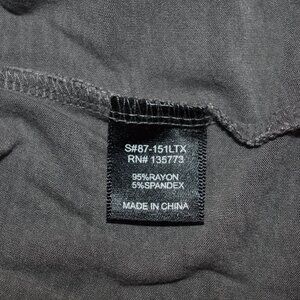 S#87-151LTX
RN# 135773
95%RAYON
5%SPANDEX
MADE IN CHINA